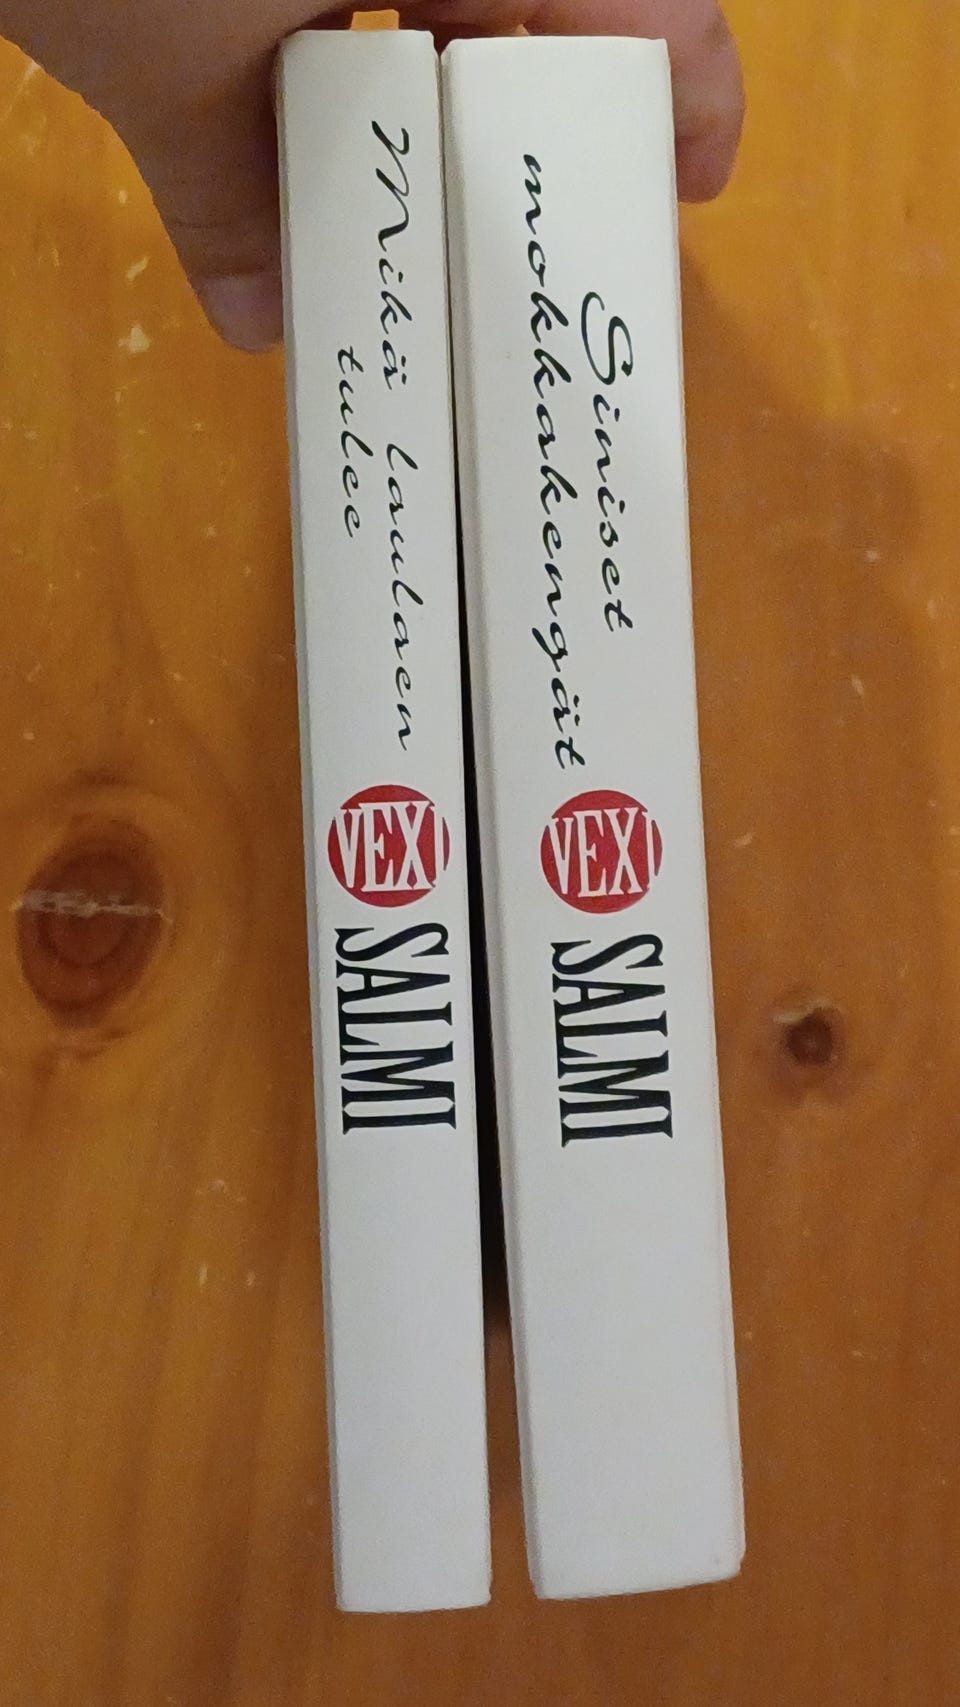 Mikä laulaen
tulee
VEXI
SALMI
Siniset
mokkakengät
VEXI
SALMI